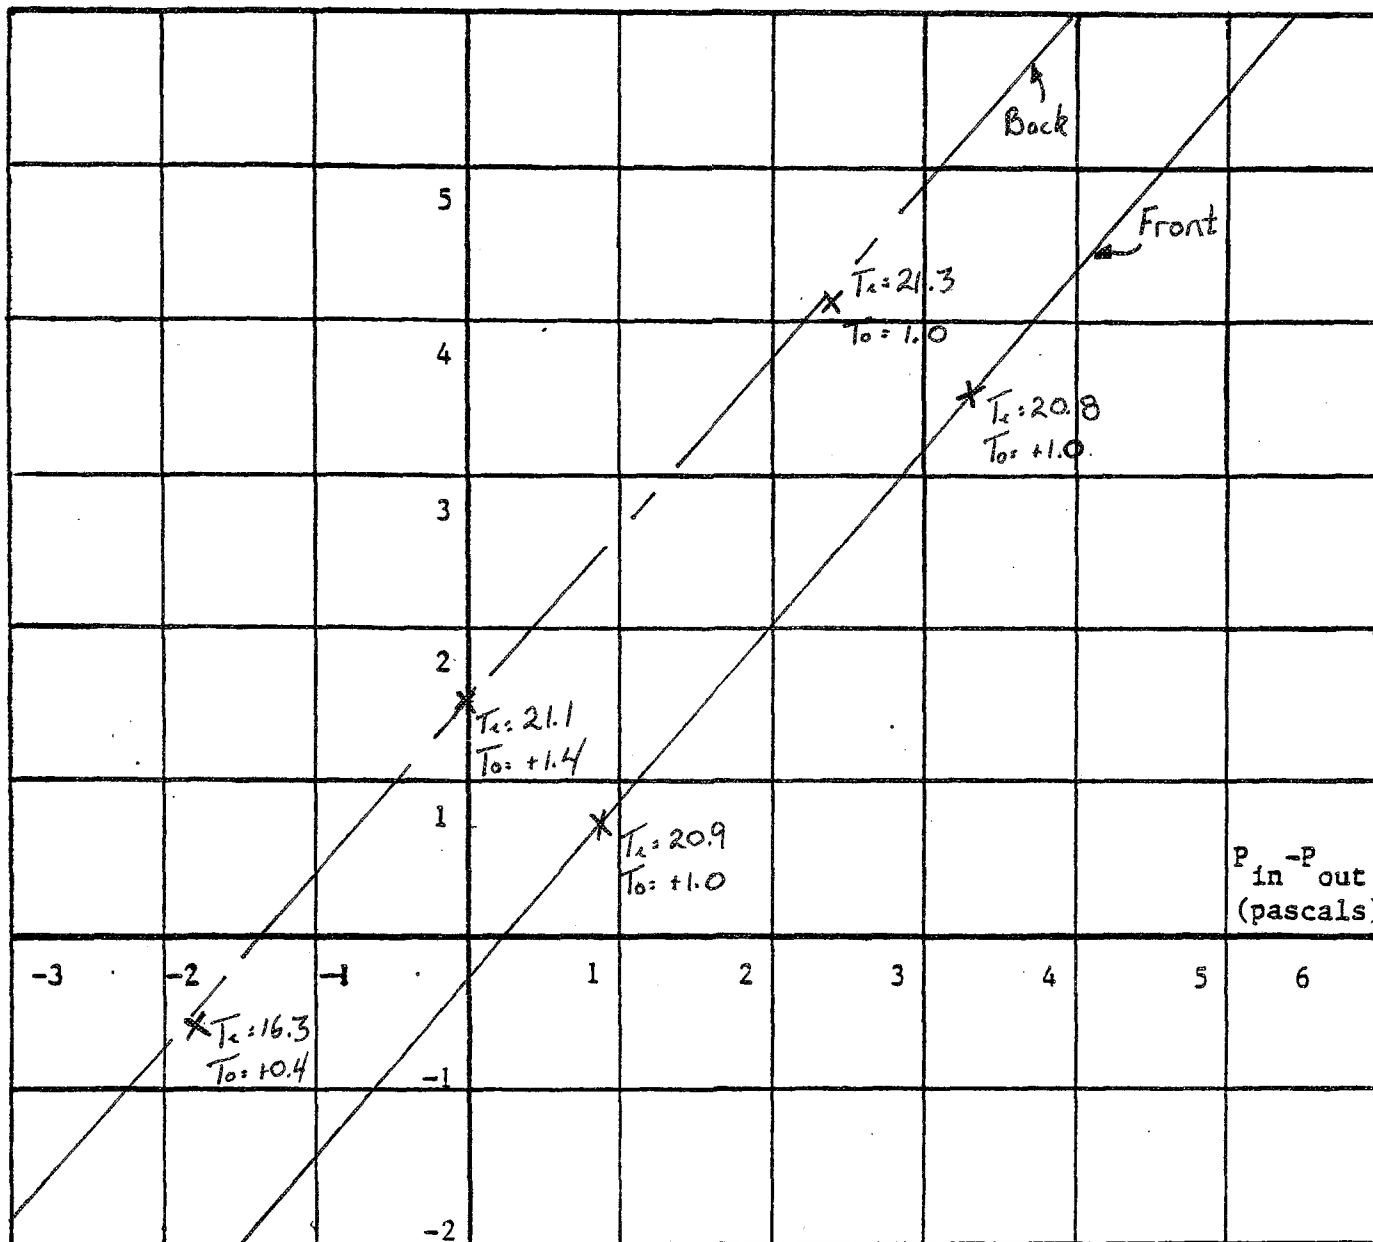 Back
5
Front
Ti=21.3
To=1.0
4
Ti=20.8
To=+1.0
3
2
Ti=21.1
To=+1.4
1
Ti=20.9
To=+1.0
Pin-Pout
(pascals)
-3 -2 -1 1 2 3 4 5 6
Ti=16.3
To=+0.4
-1
-2